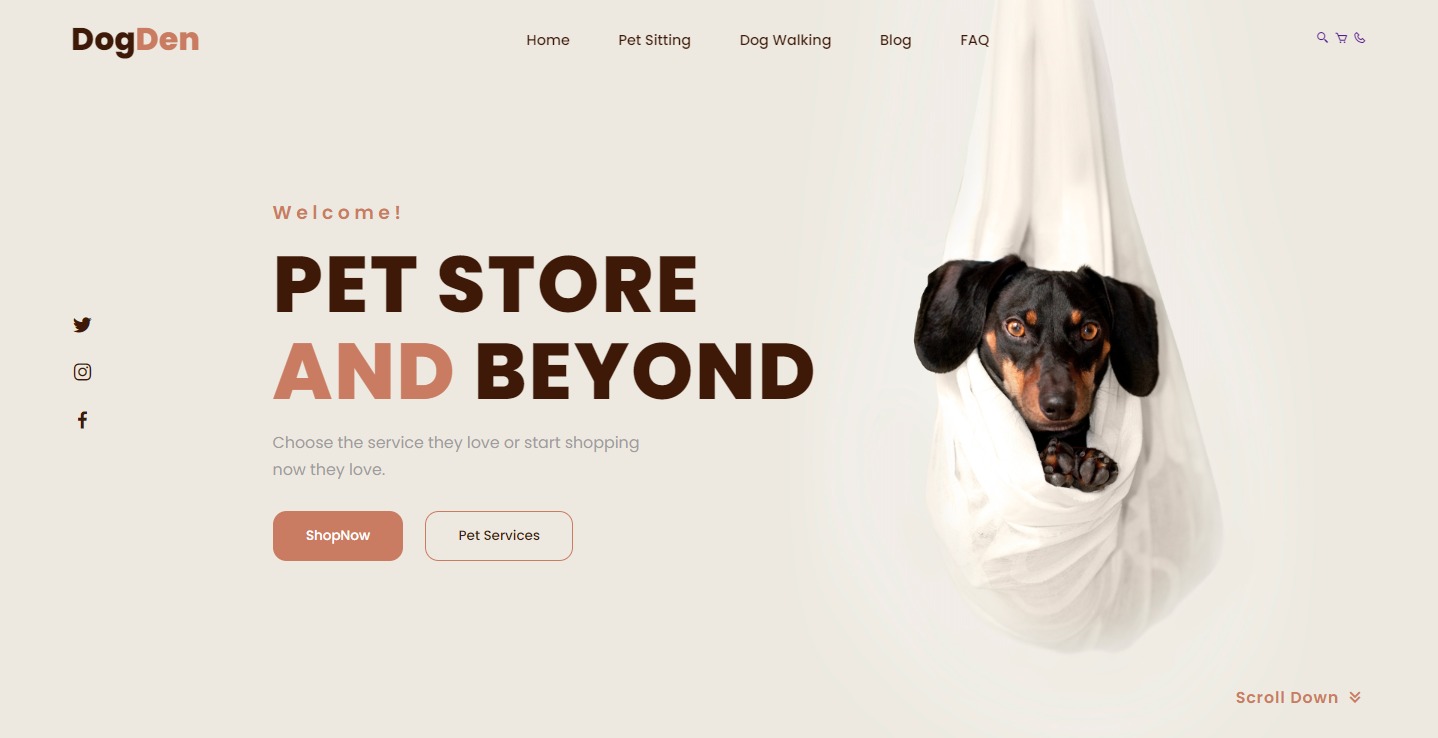 DogDen
Home Pet Sitting Dog Walking Blog FAQ
Welcome!
PET STORE
AND BEYOND
Choose the service they love or start shopping
now they love.
ShopNow Pet Services
Scroll Down